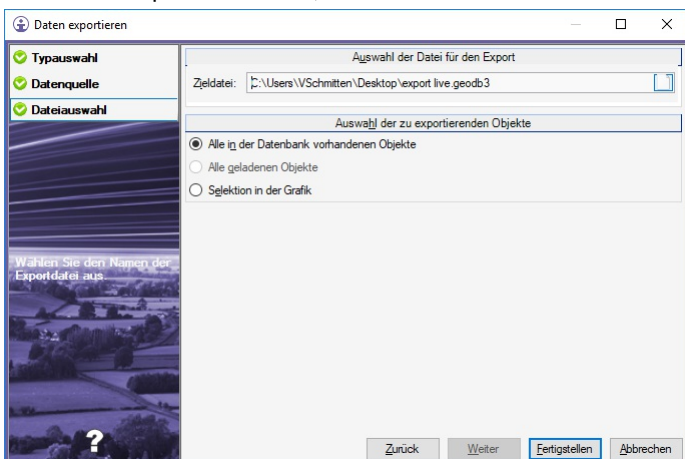 Daten exportieren
Typauswahl
Datenquelle
Dateiauswahl
Wählen Sie den Namen der
Exportdatei aus.
?
Auswahl der Datei für den Export
Zieldatei: C:\Users\VSchmitten\Desktop\export live.geodb3
Auswahl der zu exportierenden Objekte
Alle in der Datenbank vorhandenen Objekte
Alle geladenen Objekte
Selektion in der Grafik
Zurück Weiter Fertigstellen Abbrechen